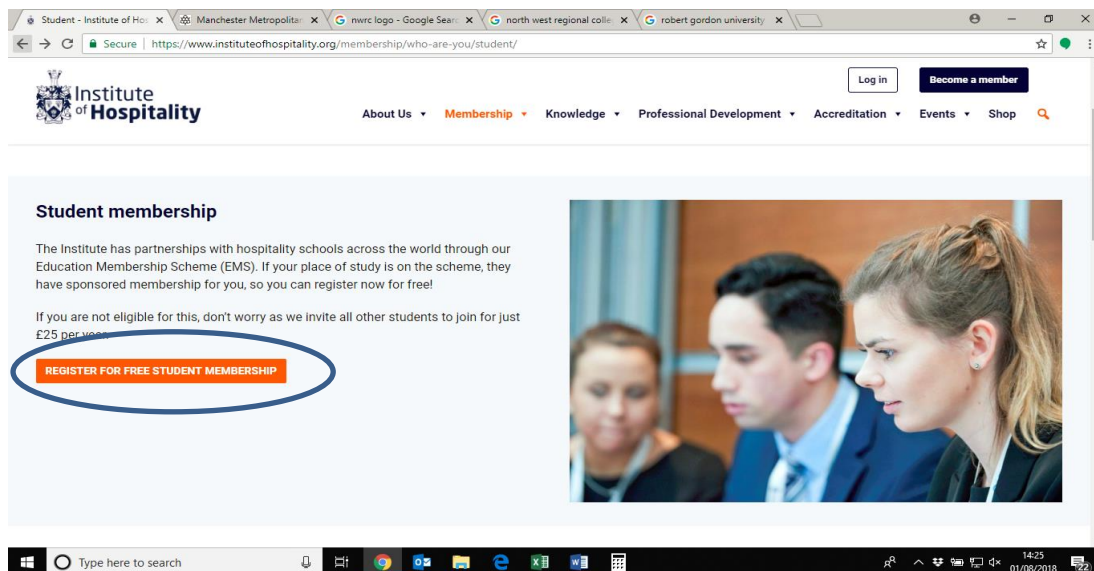 Student - Institute of Hos
Manchester Metropolitan
nwrc logo - Google Searc
north west regional colle
robert gordon university
Secure | https://www.instituteofhospitality.org/membership/who-are-you/student/
Institute
of Hospitality
Log in
Become a member
About Us
Membership
Knowledge
Professional Development
Accreditation
Events
Shop
Student membership
The Institute has partnerships with hospitality schools across the world through our
Education Membership Scheme (EMS). If your place of study is on the scheme, they
have sponsored membership for you, so you can register now for free!
If you are not eligible for this, don't worry as we invite all other students to join for just
£25 per year.
REGISTER FOR FREE STUDENT MEMBERSHIP
Type here to search
14:25
01/08/2018
22